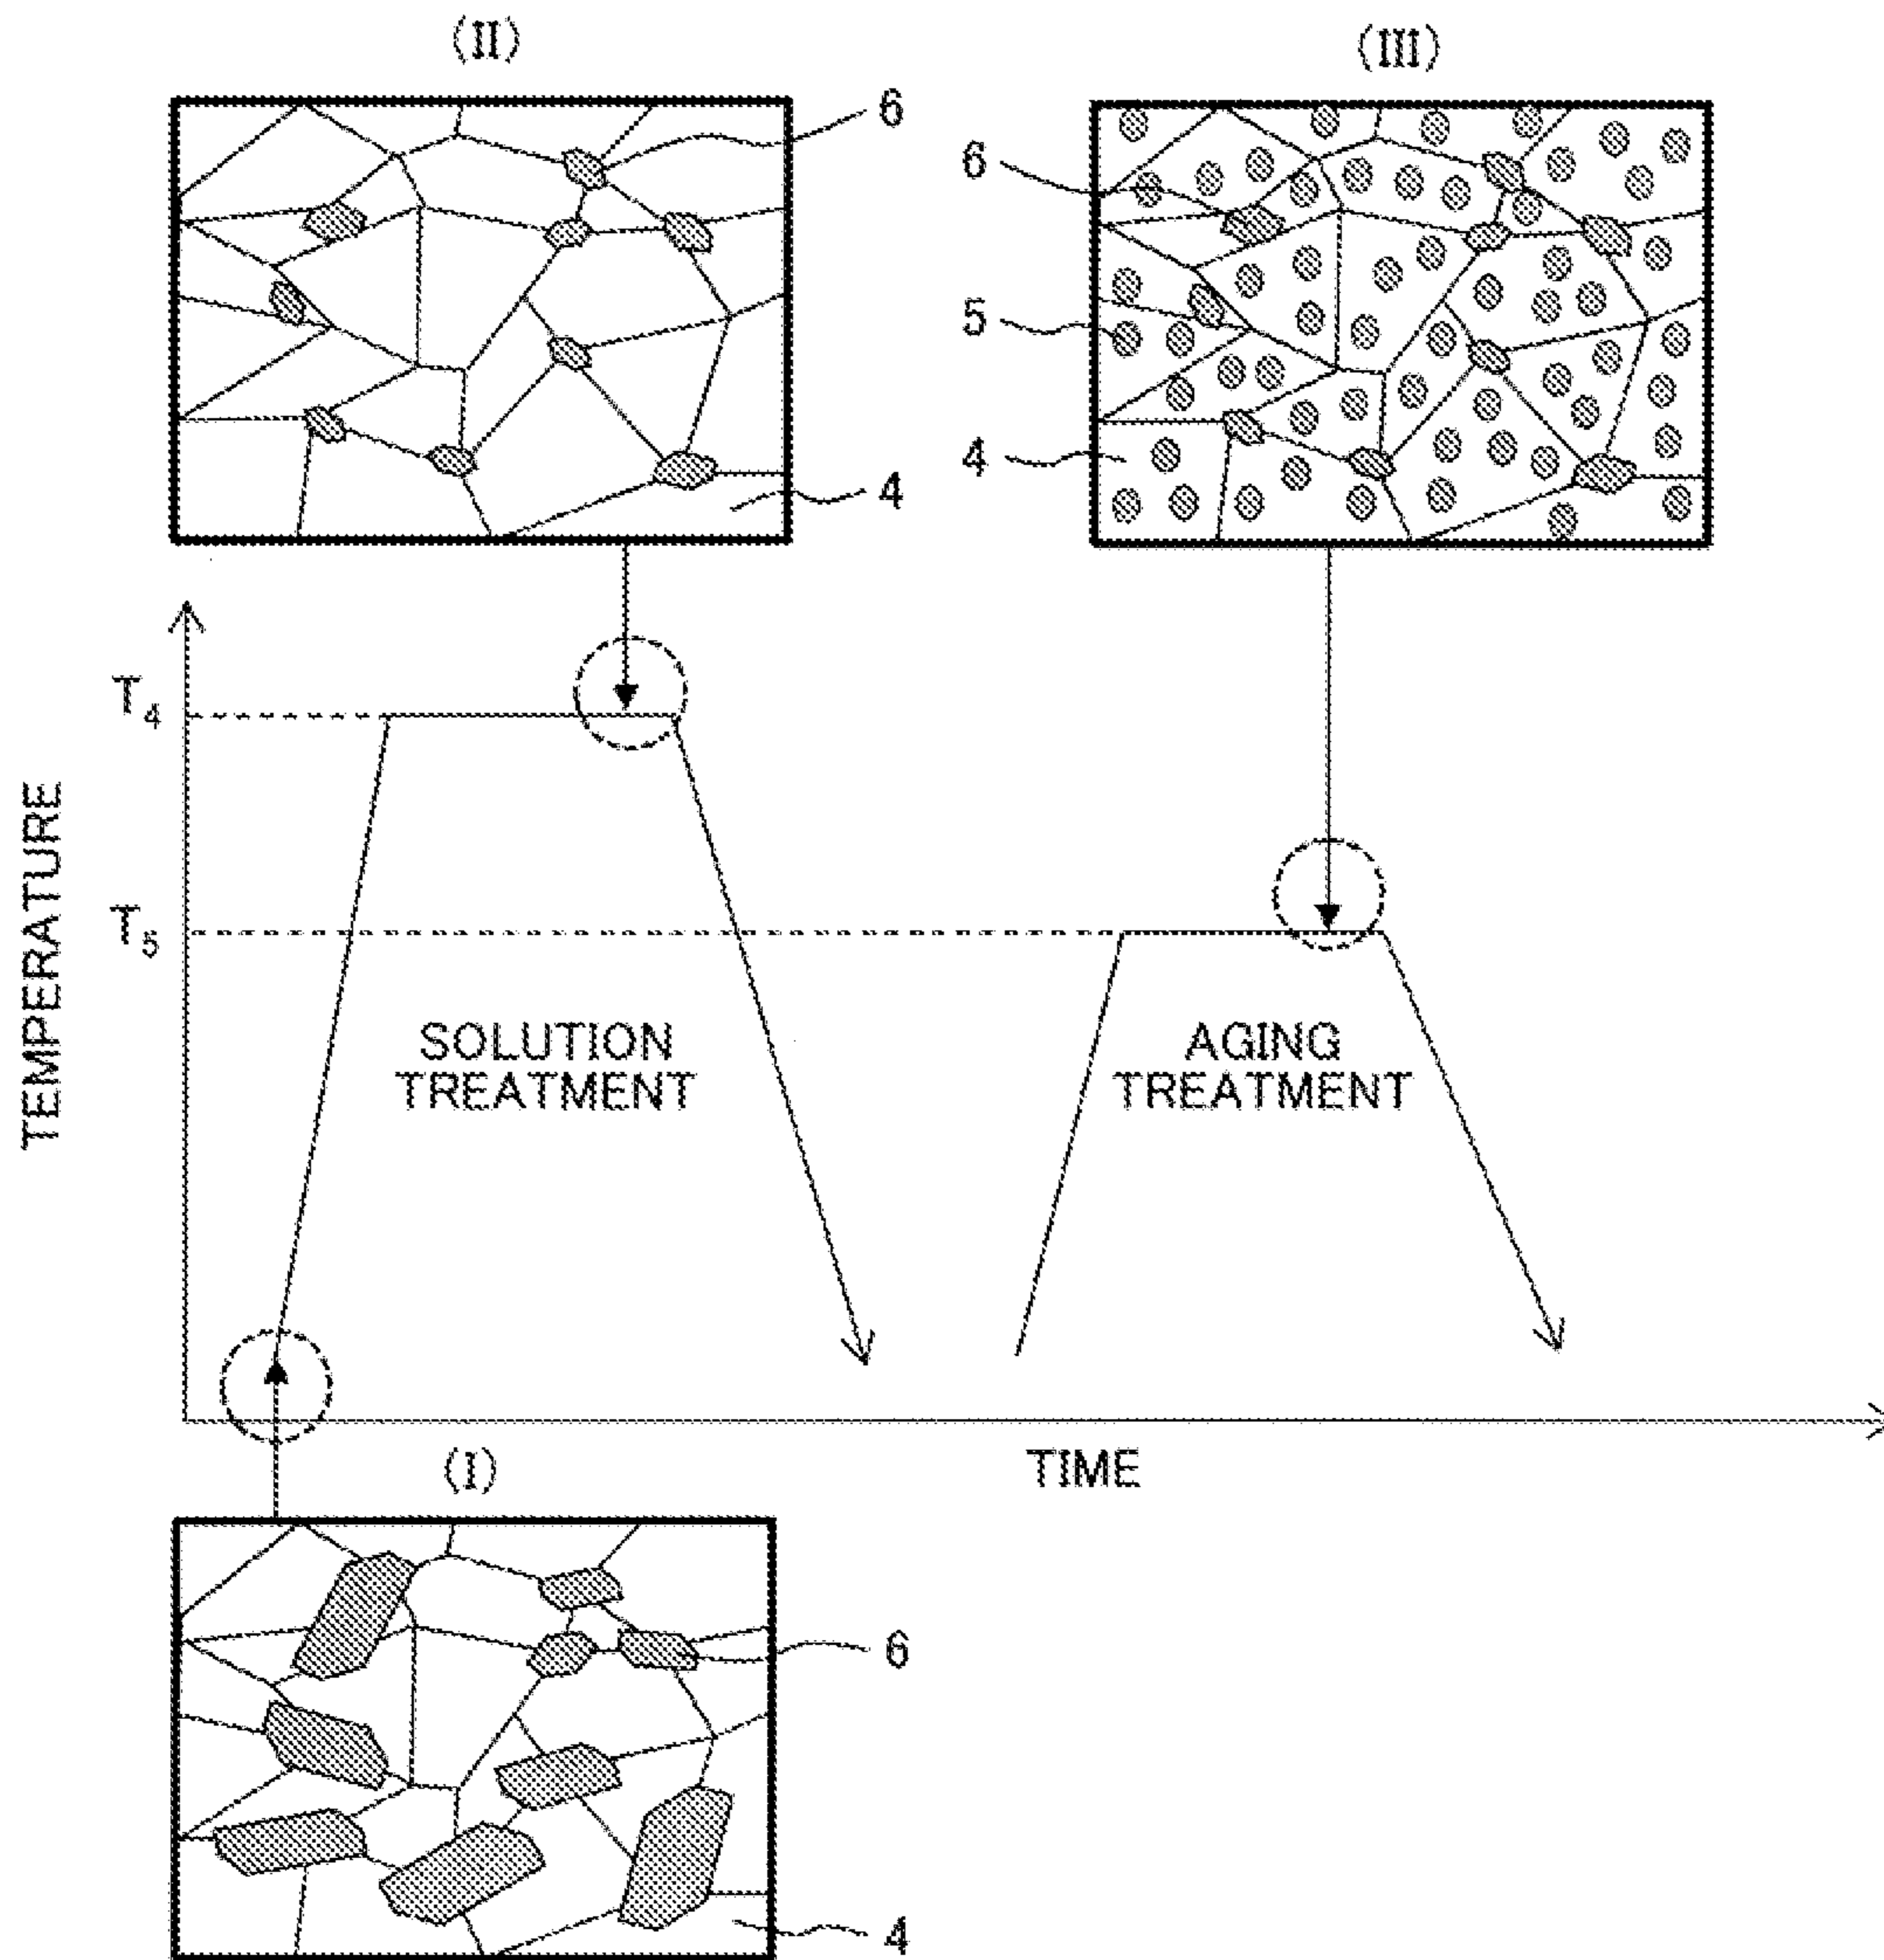 (II)
(III)
6
6
5
4
4
T4
T5
TEMPERATURE
SOLUTION
TREATMENT
AGING
TREATMENT
TIME
(I)
6
4